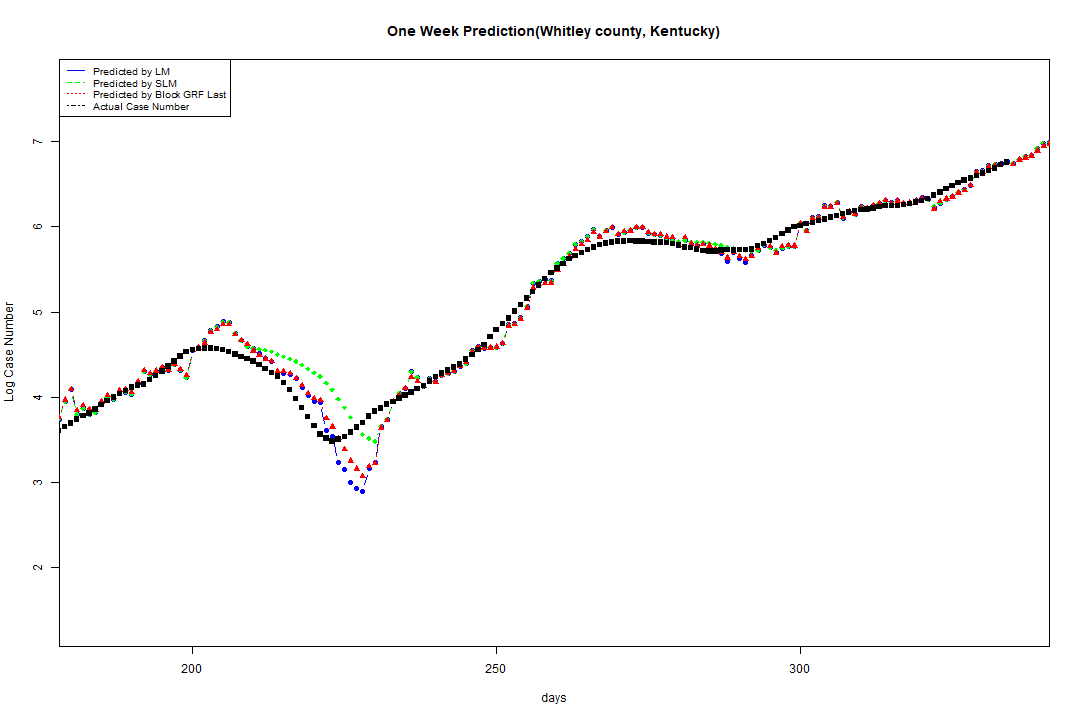 One Week Prediction(Whitley county, Kentucky)
Predicted by LM
Predicted by SLM
Predicted by Block GRF Last
Actual Case Number
7
6
5
4
3
2
Log Case Number
200 250 300
days